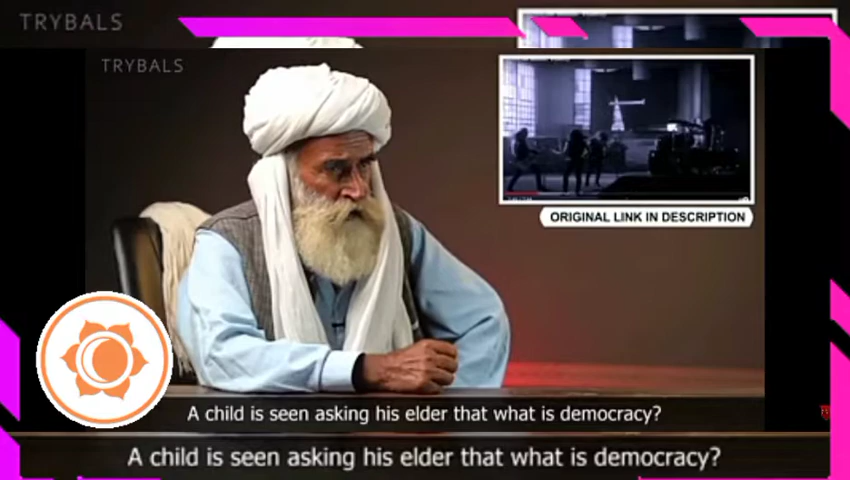 TRYBALS
TRYBALS
ORIGINAL LINK IN DESCRIPTION
A child is seen asking his elder that what is democracy?
A child is seen asking his elder that what is democracy?